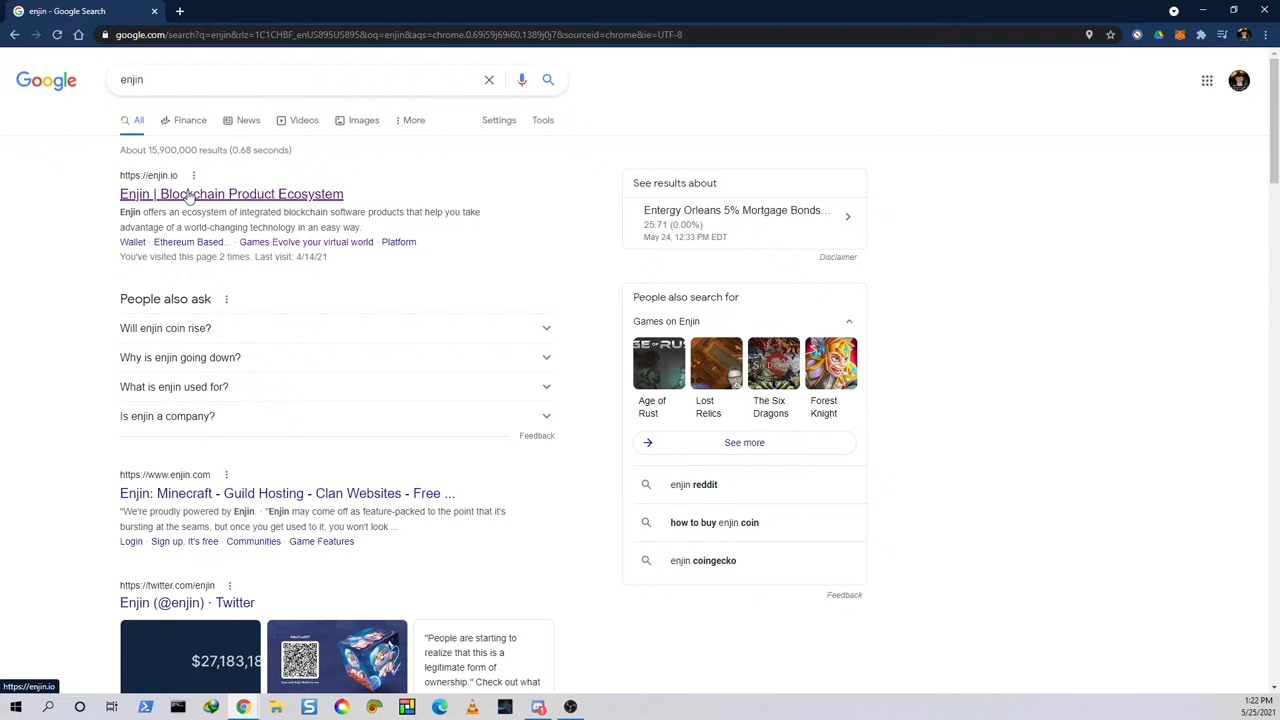 enjin - Google Search
google.com/search?q=enjin&rlz=1C1CHBF_enUS895US895&oq=enjin&aqs=chrome.0.69i59j69i60.1389j0j7&sourceid=chrome&ie=UTF-8
Google
enjin
All
Finance
News
Videos
Images
More
Settings
Tools
About 15,900,000 results (0.68 seconds)
https://enjin.io
Enjin | Blockchain Product Ecosystem
Enjin offers an ecosystem of integrated blockchain software products that help you take
advantage of a world-changing technology in an easy way.
Wallet · Ethereum Based... · Games Evolve your virtual world · Platform
You've visited this page 2 times. Last visit: 4/14/21
People also ask
Will enjin coin rise?
Why is enjin going down?
What is enjin used for?
Is enjin a company?
Feedback
https://www.enjin.com
Enjin: Minecraft - Guild Hosting - Clan Websites - Free ...
"We're proudly powered by Enjin. · "Enjin may come off as feature-packed to the point that it's
bursting at the seams, but once you get used to it, you won't look ...
Login · Sign up. It's free · Communities · Game Features
https://twitter.com/enjin
Enjin (@enjin) · Twitter
$27,183,18
"People are starting to
realize that this is a
legitimate form of
ownership." Check out what
See results about
Entergy Orleans 5% Mortgage Bonds...
25.71 (0.00%)
May 24, 12:33 PM EDT
Disclaimer
People also search for
Games on Enjin
GE OF RUS
SIX DRAGONS
Age of
Rust
Lost
Relics
The Six
Dragons
Forest
Knight
See more
enjin reddit
how to buy enjin coin
enjin coingecko
Feedback
https://enjin.io
1:22 PM
5/25/2021